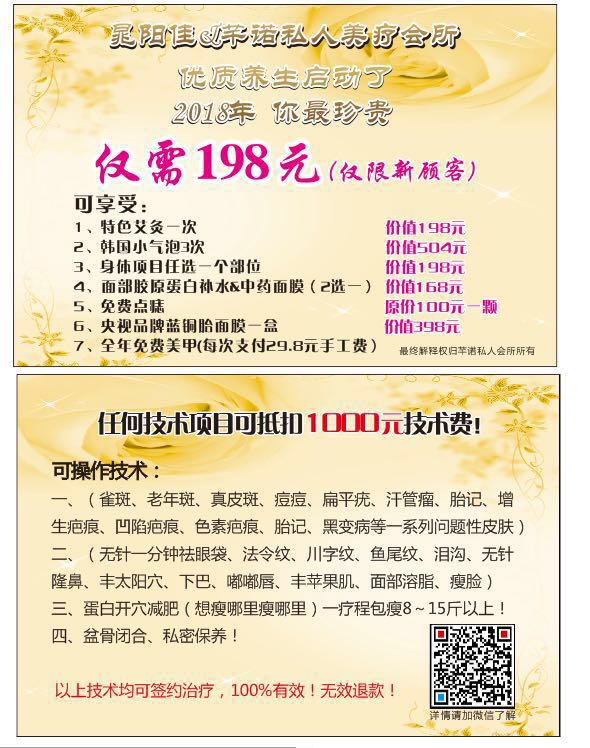 晁阳佳&芊诺私人美疗会所
优质养生启动了
2018年 你最珍贵
仅需198元(仅限新顾客)
可享受：
1、特色艾灸一次 价值198元
2、韩国小气泡3次 价值504元
3、身体项目任选一个部位 价值198元
4、面部胶原蛋白补水&中药面膜（2选一） 价值168元
5、免费点痣 原价100元一颗
6、央视品牌蓝铜胎面膜一盒 价值398元
7、全年免费美甲(每次支付29.8元手工费） 最终解释权归芊诺私人会所所有
任何技术项目可抵扣1000元技术费!
可操作技术：
一、（雀斑、老年斑、真皮斑、痘痘、扁平疣、汗管瘤、胎记、增
生疤痕、凹陷疤痕、色素疤痕、胎记、黑变病等一系列问题性皮肤）
二、（无针一分钟祛眼袋、法令纹、川字纹、鱼尾纹、泪沟、无针
隆鼻、丰太阳穴、下巴、嘟嘟唇、丰苹果肌、面部溶脂、瘦脸）
三、蛋白开穴减肥（想瘦哪里瘦哪里）一疗程包瘦8～15斤以上！
四、盆骨闭合、私密保养！
以上技术均可签约治疗，100%有效！无效退款！
详情请加微信了解